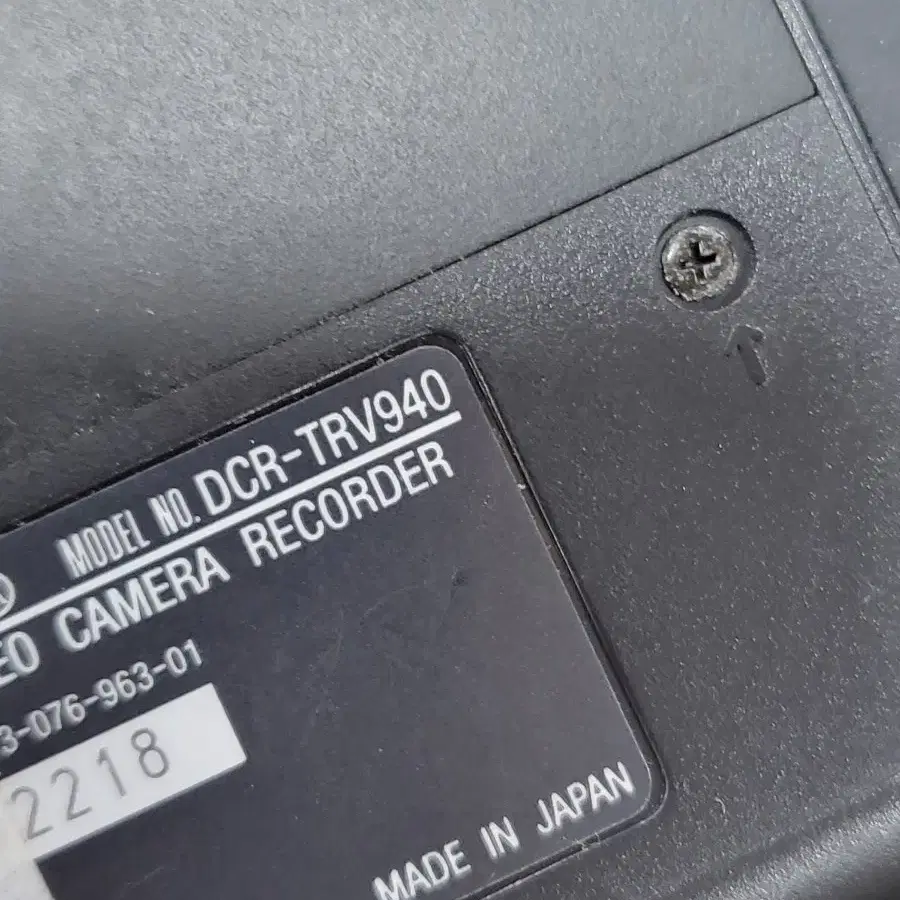 MODEL NO. DCR-TRV940
EO CAMERA RECORDER
3-076-963-01
2218
MADE IN JAPAN